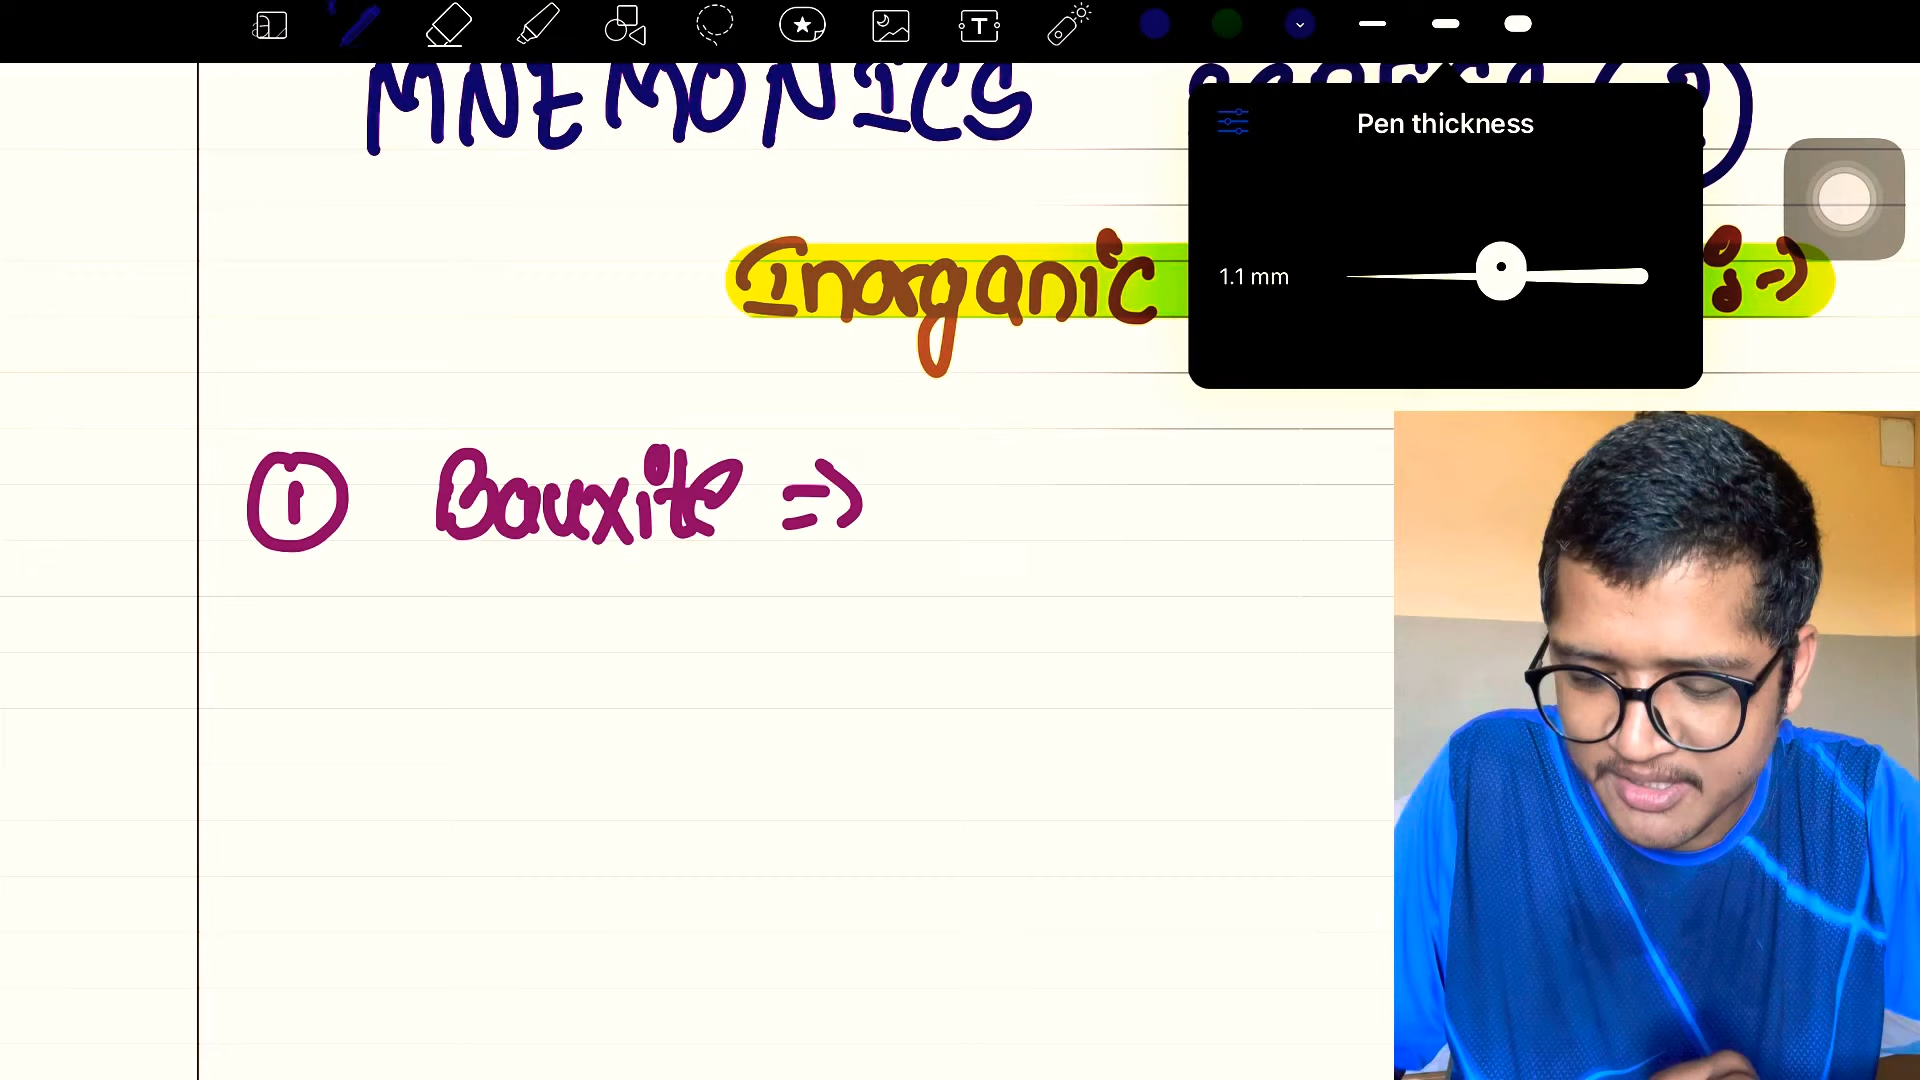 T
MNEMONICS
Pen thickness
1.1 mm
Inorganic
① Bauxite =>